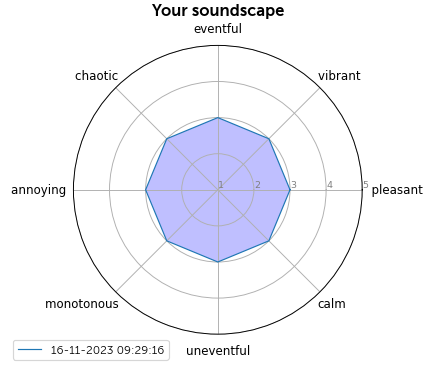 Your soundscape
eventful
chaotic
vibrant
annoying
1 2 3 4 5
pleasant
monotonous
calm
16-11-2023 09:29:16
uneventful